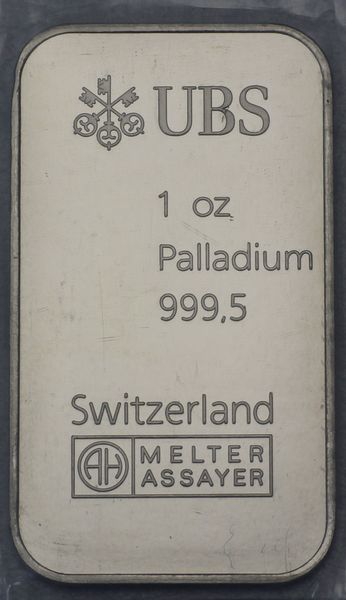 UBS
1 oz
Palladium
999,5
Switzerland
AH MELTER
ASSAYER